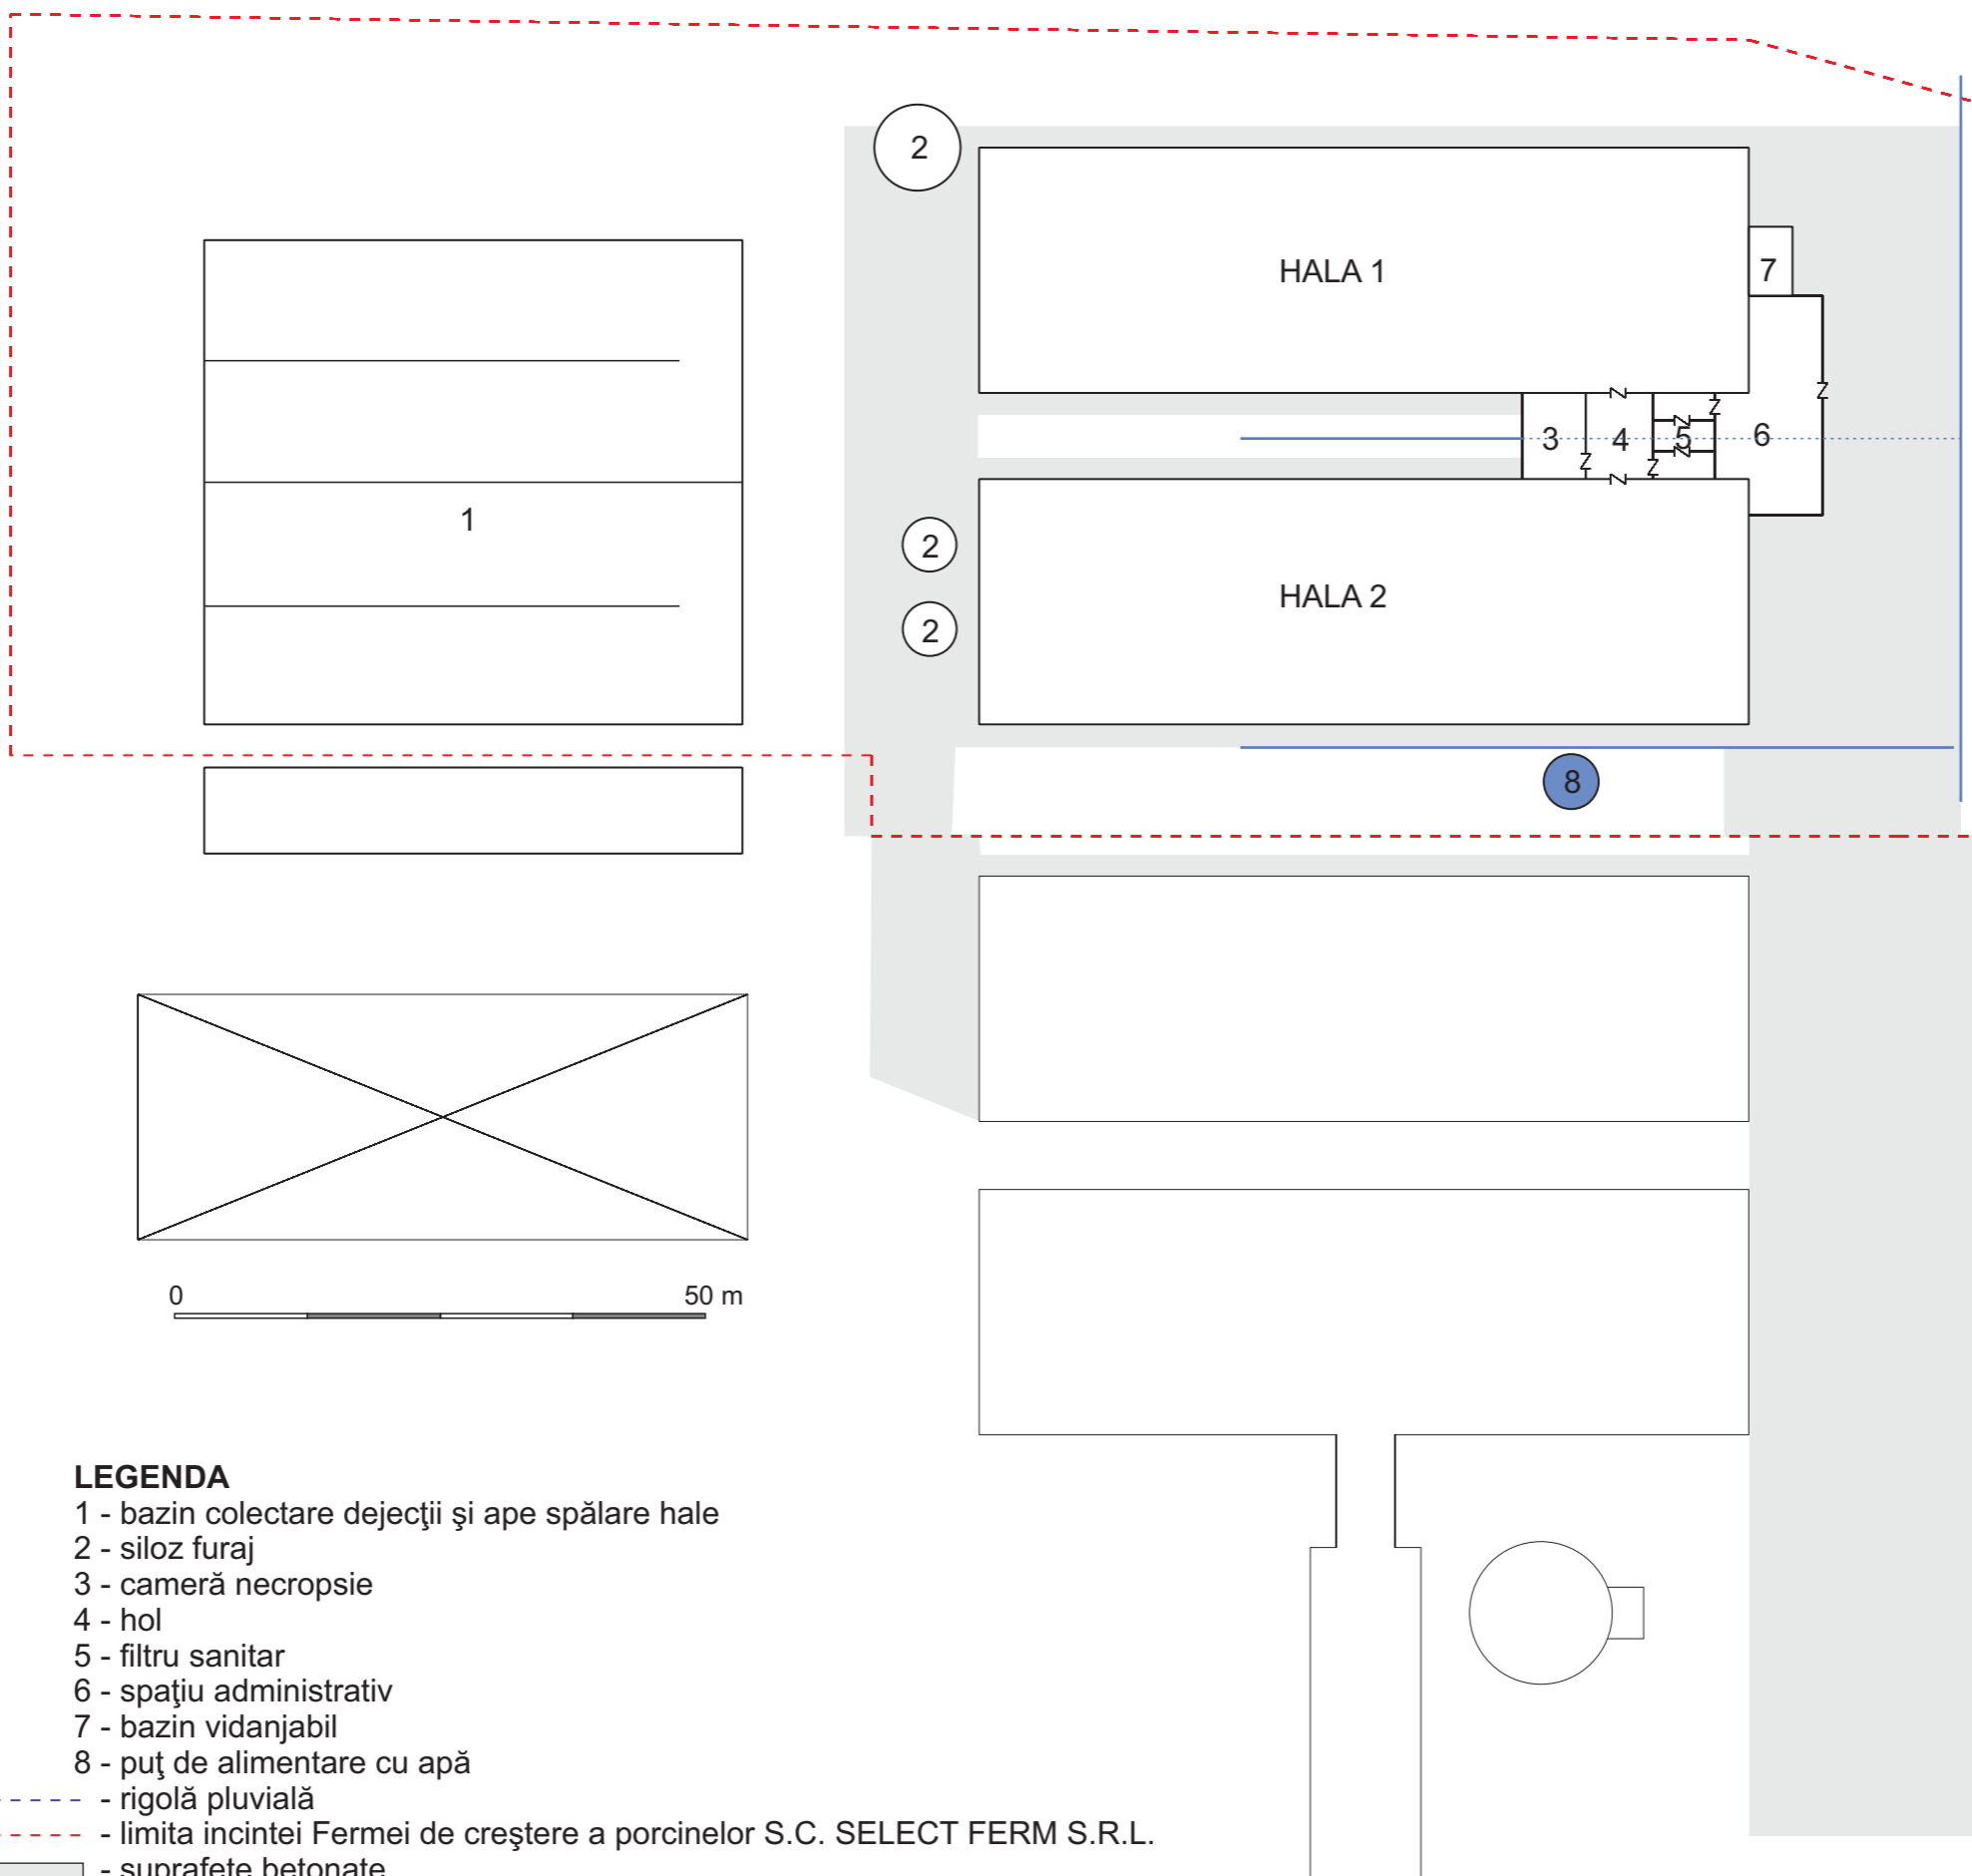 2
HALA 1
7
3
4
5
6
1
2
HALA 2
2
8
0 50 m
LEGENDA
1 - bazin colectare dejecţii şi ape spălare hale
2 - siloz furaj
3 - cameră necropsie
4 - hol
5 - filtru sanitar
6 - spaţiu administrativ
7 - bazin vidanjabil
8 - puţ de alimentare cu apă
- rigolă pluvială
- limita incintei Fermei de creştere a porcinelor S.C. SELECT FERM S.R.L.
- suprafeţe betonate